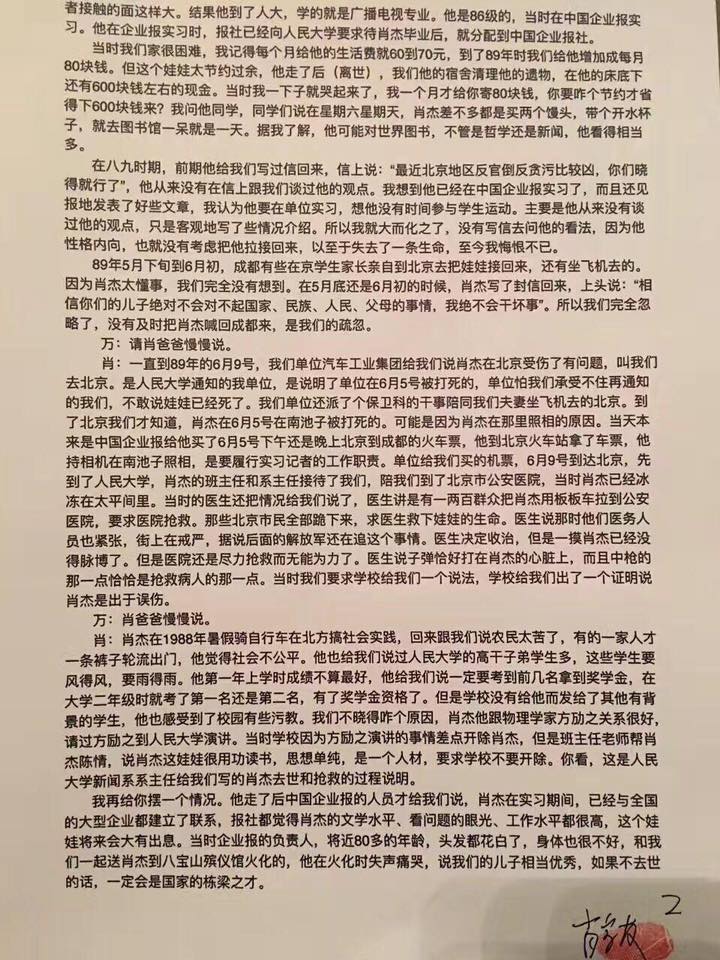 者接触的面这样大。结果他到了人大，学的就是广播电视专业。他是86级的，当时在中国企业报实
习。他在企业报实习时，报社已经向人民大学要求待肖杰毕业后，就分配到中国企业报社。
当时我们家很困难，我记得每个月给他的生活费就60到70元，到了89年时我们给他增加成每月
80块钱。但这个娃娃太节约过余，他走了后（离世），我们他的宿舍清理他的遗物，在他的床底下
还有600块钱左右的现金。当时我一下子就哭起来了，我一个月才给你寄80块钱，你要咋个节约才省
得下600块钱来？我问他同学，同学们说在星期六星期天，肖杰差不多都是买两个馒头，带个开水杯
子，就去图书馆一呆就是一天。据我了解，他可能对世界图书，不管是哲学还是新闻，他看得相当
多。
在八九时期，前期他给我们写过信回来，信上说：“最近北京地区反官倒反贪污比较凶，你们晓
得就行了”，他从来没有在信上跟我们谈过他的观点。我想到他已经在中国企业报实习了，而且还见
报地发表了好些文章，我认为他要在单位实习，想他没有时间参与学生运动。主要是他从来没有谈
过他的观点，只是客观地写了些情况介绍。所以我就大而化之了，没有写信去问他的看法，因为他
性格内向，也就没有考虑把他拉接回来，以至于失去了一条生命，至今我悔恨不已。
89年5月下旬到6月初，成都有些在京学生家长亲自到北京去把娃娃接回来，还有坐飞机去的。
因为肖杰太懂事，我们完全没有想到。在5月底还是6月初的时候，肖杰写了封信回来，上头说：“相
信你们的儿子绝对不会对不起国家、民族、人民、父母的事情，我绝不会干坏事”。所以我们完全忽
略了，没有及时把肖杰喊回成都来，是我们的疏忽。
万：请肖爸爸慢慢说。
肖：一直到89年的6月9号，我们单位汽车工业集团给我们说肖杰在北京受伤了有问题，叫我们
去北京。是人民大学通知的我单位，是说明了单位在6月5号被打死的，单位怕我们承受不住再通知
的我们，不敢说娃娃已经死了。我们单位还派了个保卫科的干事陪同我们夫妻坐飞机去的北京。到
了北京我们才知道，肖杰在6月5号在南池子被打死的。可能是因为肖杰在那里照相的原因。当天本
来是中国企业报给他买了6月5号下午还是晚上北京到成都的火车票，他到北京火车站拿了车票，他
持相机在南池子照相，是要履行实习记者的工作职责。单位给我们买的机票，6月9号到达北京，先
到了人民大学，肖杰的班主任和系主任接待了我们，陪我们到了北京市公安医院，当时肖杰已经冰
冻在太平间里。当时的医生还把情况给我们说了，医生讲是有一两百群众把肖杰用板板车拉到公安
医院，要求医院抢救。那些北京市民全部跪下来，求医生救下娃娃的生命。医生说那时他们医务人
员也紧张，街上在戒严，据说后面的解放军还在追这个事情。医生决定收治，但是一摸肖杰已经没
得脉博了。但是医院还是尽力抢救而无能为力了。医生说子弹恰好打在肖杰的心脏上，而且中枪的
那一点恰恰是抢救病人的那一点。当时我们要求学校给我们一个说法，学校给我们出了一个证明说
肖杰是出于误伤。
万：肖爸爸慢慢说。
肖：肖杰在1988年暑假骑自行车在北方搞社会实践，回来跟我们说农民太苦了，有的一家人才
一条裤子轮流出门，他觉得社会不公平。他也给我们说过人民大学的高干子弟学生多，这些学生要
风得风，要雨得雨。他第一年上学时成绩不算最好，他给我们说一定要考到前几名拿到奖学金，在
大学二年级时就考了第一名还是第二名，有了奖学金资格了。但是学校没有给他而发给了其他有背
景的学生，他也感受到了校园有些污教。我们不晓得咋个原因，肖杰他跟物理学家方励之关系很好，
请过方励之到人民大学演讲。当时学校因为方励之演讲的事情差点开除肖杰，但是班主任老师帮肖
杰陈情，说肖杰这娃娃很用功读书，思想单纯，是一个人材，要求学校不要开除。你看，这是人民
大学新闻系系主任给我们写的肖杰去世和抢救的过程说明。
我再给你摆一个情况。他走了后中国企业报的人员才给我们说，肖杰在实习期间，已经与全国
的大型企业都建立了联系，报社都觉得肖杰的文学水平、看问题的眼光、工作水平都很高，这个娃
娃将来会大有出息。当时企业报的负责人，将近80多的年龄，头发都花白了，身体也很不好，和我
们一起送肖杰到八宝山殡仪馆火化的，他在火化时失声痛哭，说我们的儿子相当优秀，如果不去世
的话，一定会是国家的栋梁之才。
2